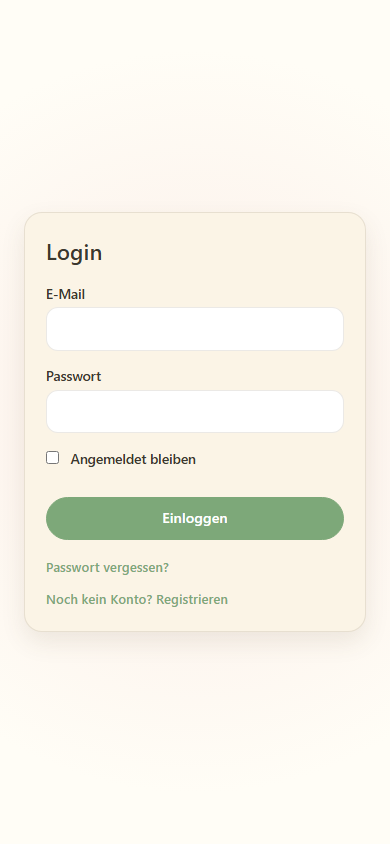 Login
E-Mail
Passwort
Angemeldet bleiben
Einloggen
Passwort vergessen?
Noch kein Konto? Registrieren